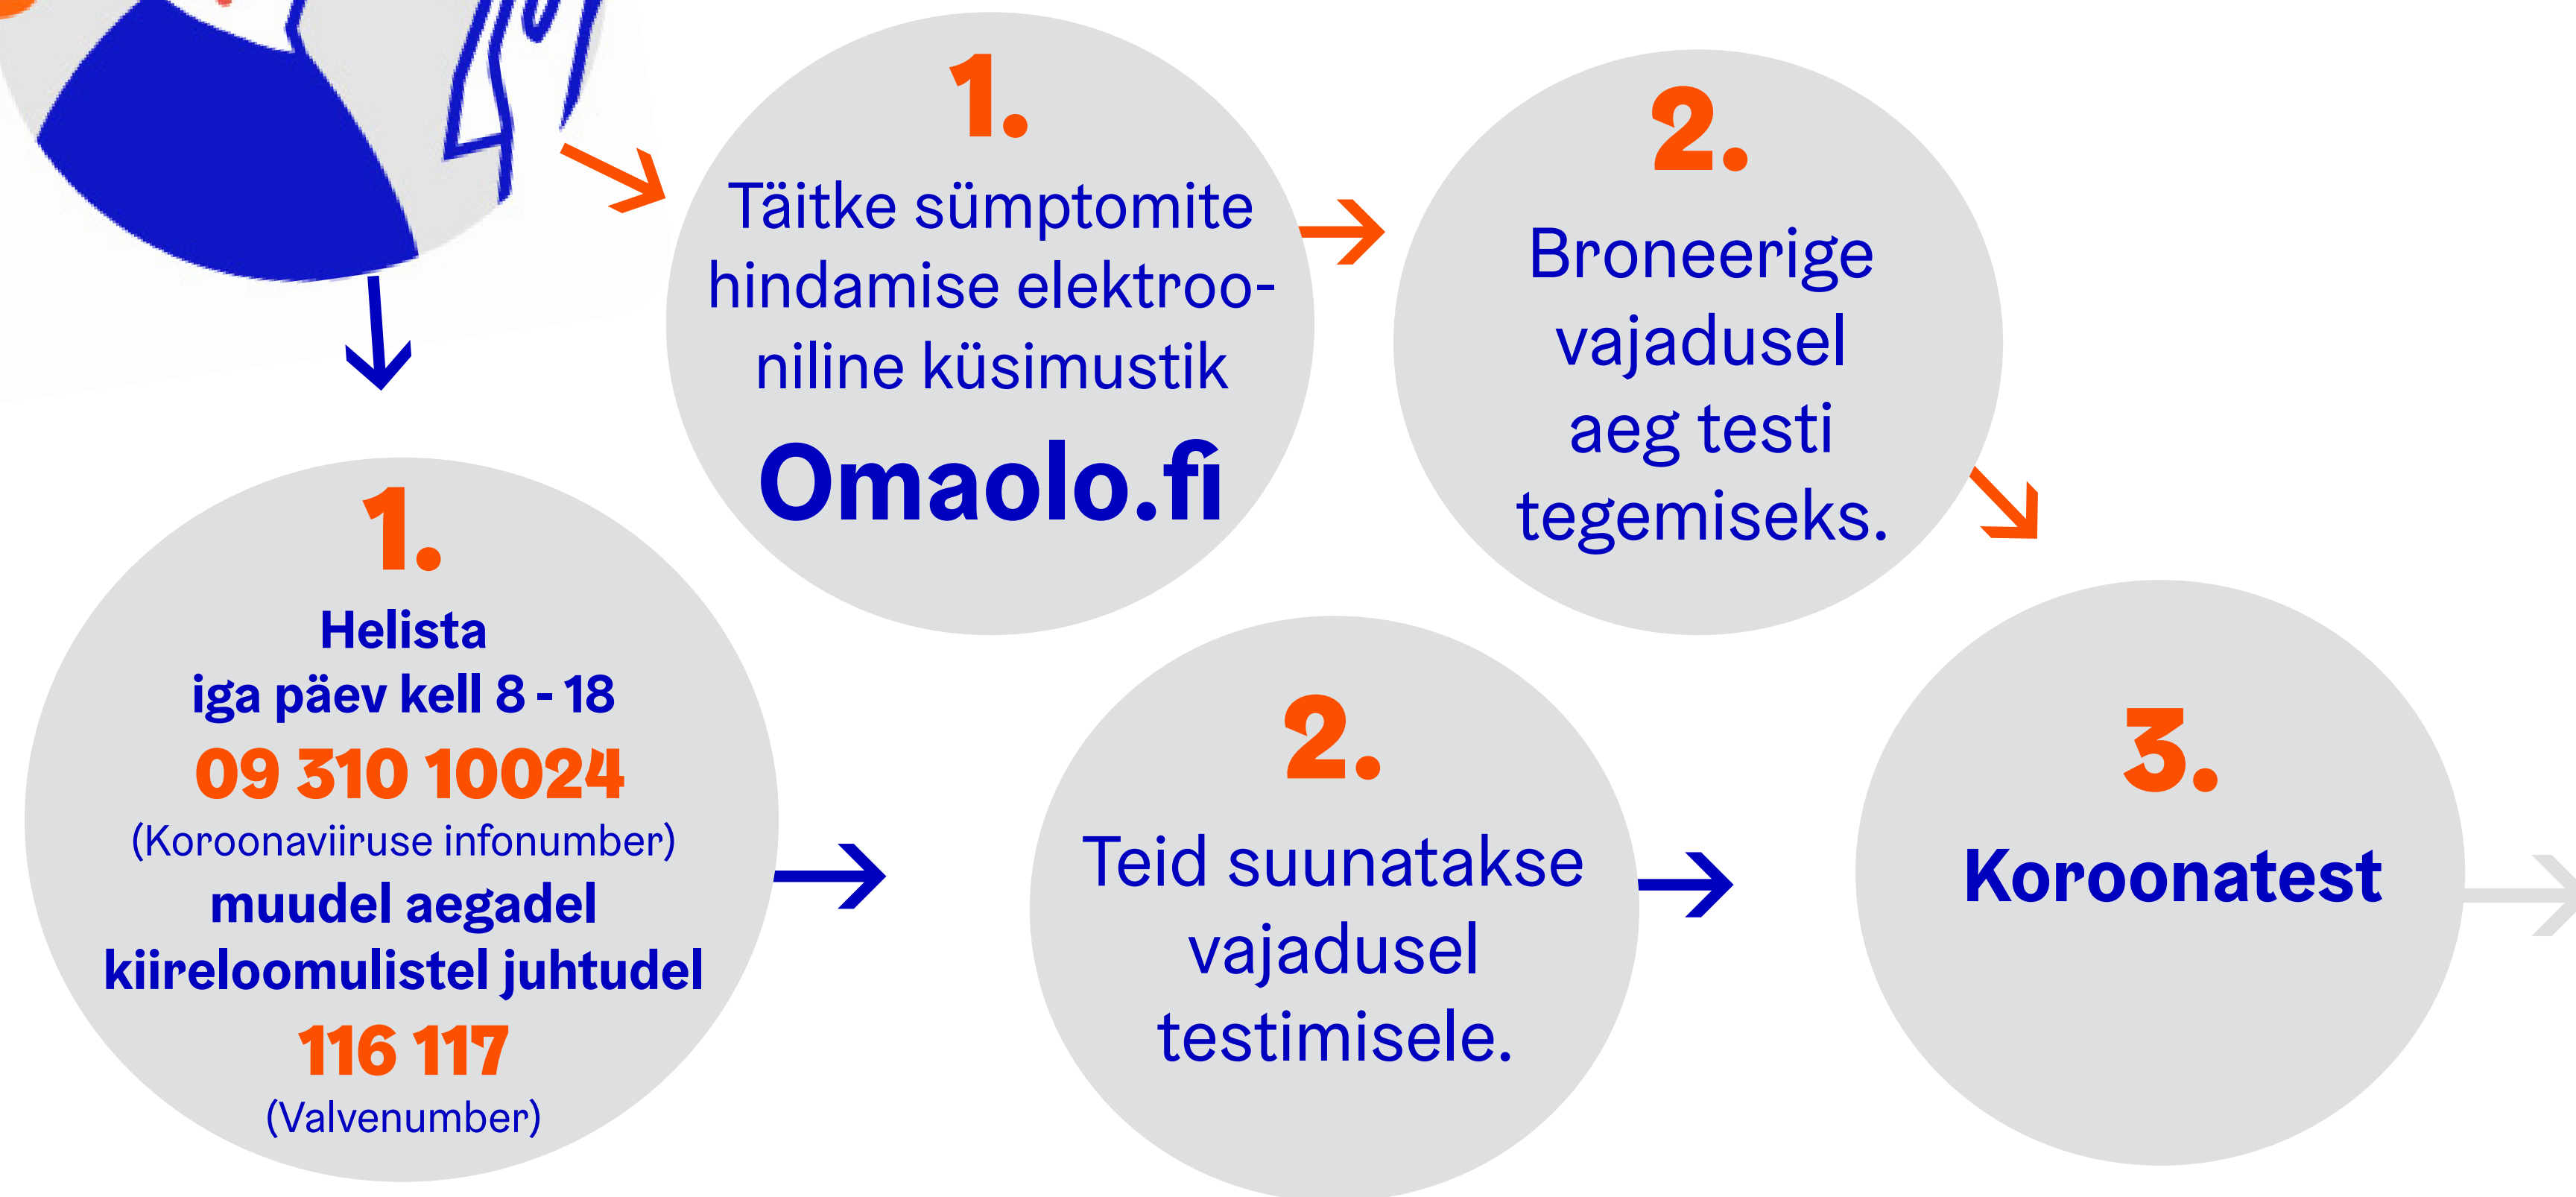 1.
Täitke sümptomite
hindamise elektroo-
niline küsimustik
Omaolo.fi
2.
Broneerige
vajadusel
aeg testi
tegemiseks.
1.
Helista
iga päev kell 8 - 18
09 310 10024
(Koroonaviiruse infonumber)
muudel aegadel
kiireloomulistel juhtudel
116 117
(Valvenumber)
2.
Teid suunatakse
vajadusel
testimisele.
3.
Koroonatest